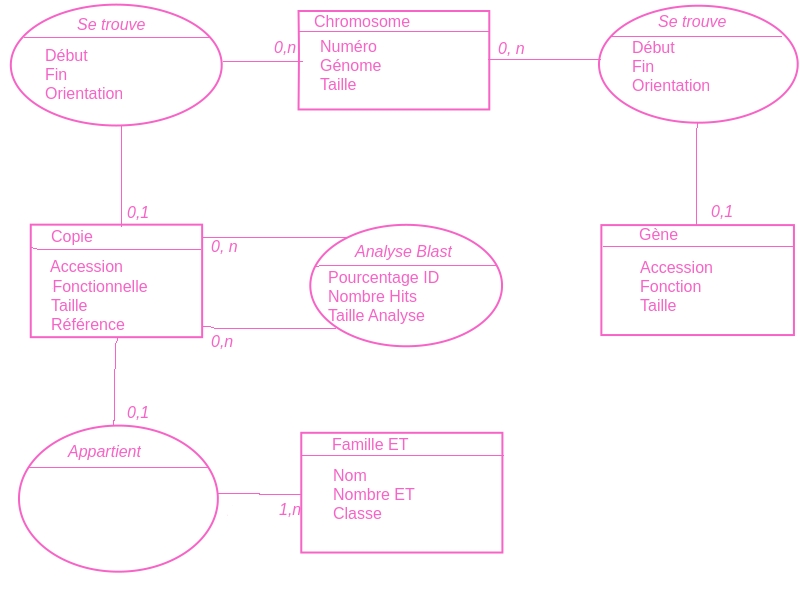 Se trouve
Début
Fin
Orientation
0,n
Chromosome
Numéro
Génome
Taille
0, n
Se trouve
Début
Fin
Orientation
0,1
0,1
Copie
Accession
Fonctionnelle
Taille
Référence
0, n
0,n
Analyse Blast
Pourcentage ID
Nombre Hits
Taille Analyse
Gène
Accession
Fonction
Taille
0,1
Appartient
1,n
Famille ET
Nom
Nombre ET
Classe